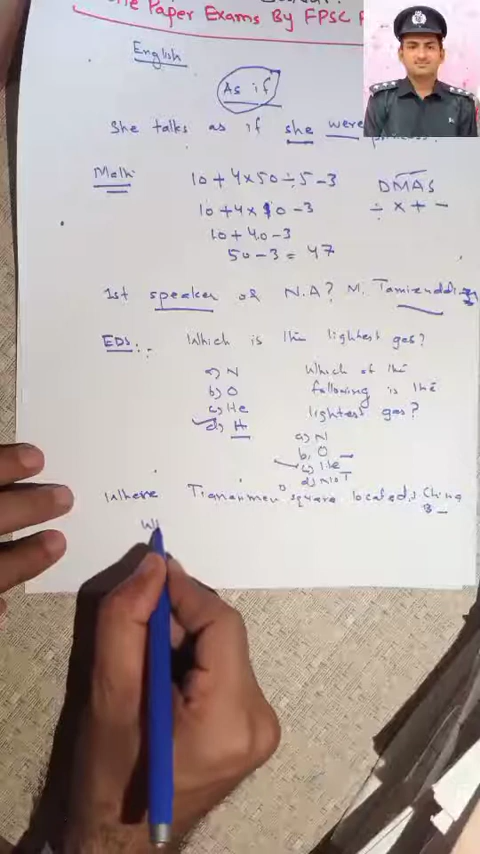 Paper Exams By FPSC
English
As if
She talks as if she were
Math:
10 + 4x50 ÷ 5 - 3
DMAS
10 + 4x 10 - 3
÷ x + -
10 + 40 - 3
50 - 3 = 47
1st speaker of N.A? M. Tamizuddin
EDS:
Which is the lightest gas?
a) N
b) O
c) He
d) H
Which of the
following is the
lightest gas?
a) N
b. O
c) He
d) NOT
Where Tiananmen square located: China
B
W